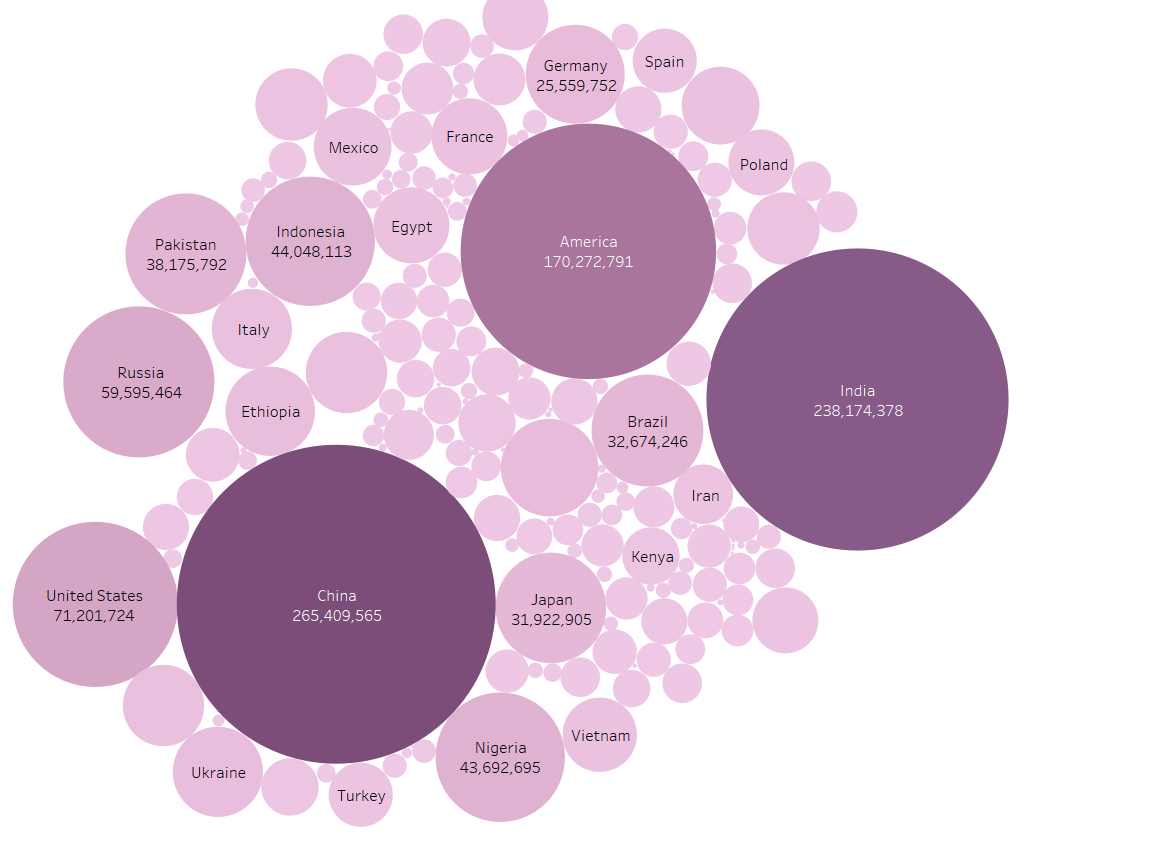 Germany
25,559,752
Spain
France
Mexico
Poland
Egypt
Indonesia
44,048,113
Pakistan
38,175,792
America
170,272,791
Italy
Russia
59,595,464
Ethiopia
India
238,174,378
Brazil
32,674,246
Iran
Kenya
United States
71,201,724
China
265,409,565
Japan
31,922,905
Vietnam
Nigeria
43,692,695
Ukraine
Turkey